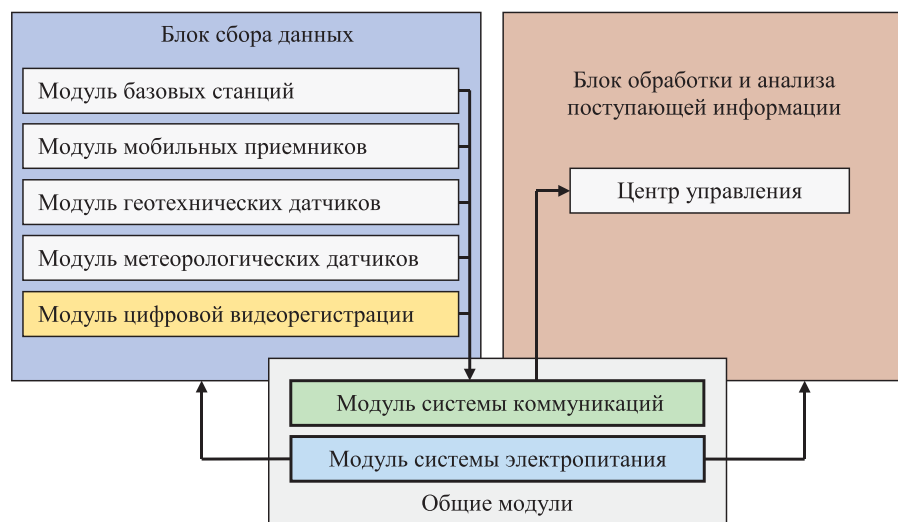 Блок сбора данных
Модуль базовых станций
Модуль мобильных приемников
Модуль геотехнических датчиков
Модуль метеорологических датчиков
Модуль цифровой видеорегистрации
Блок обработки и анализа
поступающей информации
Центр управления
Модуль системы коммуникаций
Модуль системы электропитания
Общие модули